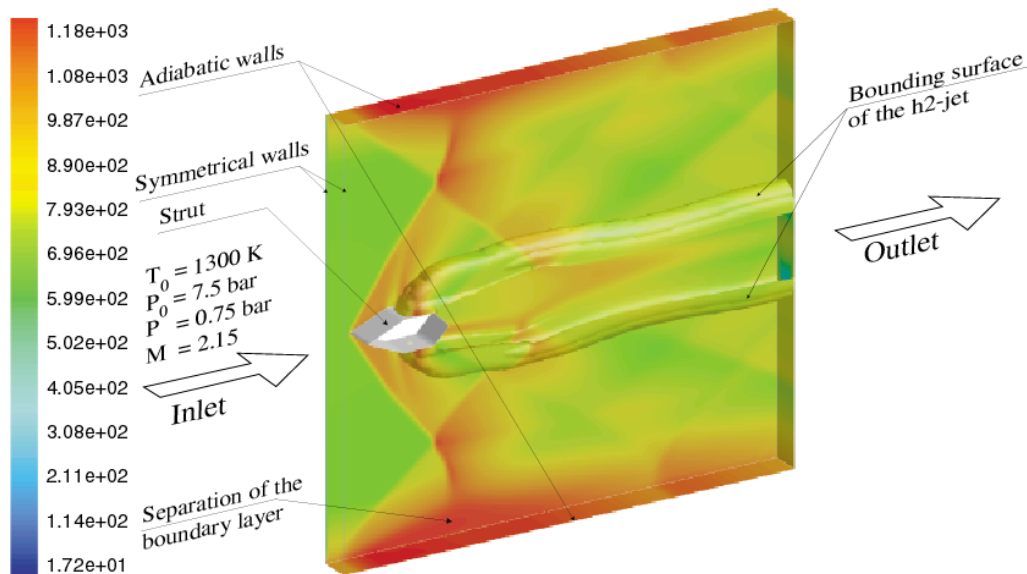 1.18e+03
1.08e+03
9.87e+02
8.90e+02
7.93e+02
6.96e+02
5.99e+02
5.02e+02
4.05e+02
3.08e+02
2.11e+02
1.14e+02
1.72e+01
Adiabatic walls
Symmetrical walls
Strut
T0 = 1300 K
P0 = 7.5 bar
P = 0.75 bar
M = 2.15
Inlet
Separation of the
boundary layer
Bounding surface
of the h2-jet
Outlet